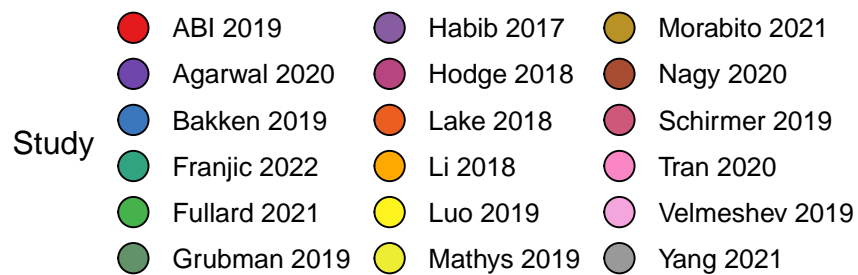 ABI 2019
Agarwal 2020
Bakken 2019
Study
Franjic 2022
Fullard 2021
Grubman 2019
Habib 2017
Hodge 2018
Lake 2018
Li 2018
Luo 2019
Mathys 2019
Morabito 2021
Nagy 2020
Schirmer 2019
Tran 2020
Velmeshev 2019
Yang 2021